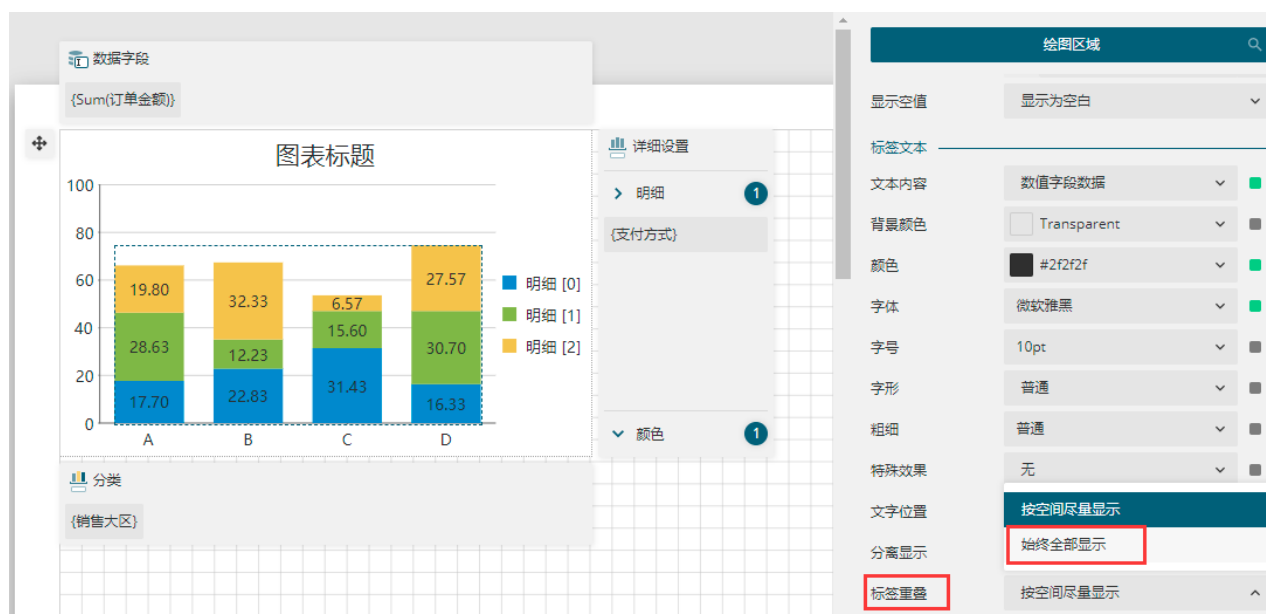 数据字段
{Sum(订单金额)}
图表标题
100
80
60
40
20
0
19.80
28.63
17.70
32.33
12.23
22.83
6.57
15.60
31.43
27.57
30.70
16.33
A B C D
明细 [0]
明细 [1]
明细 [2]
详细设置
明细 1
{支付方式}
颜色 1
分类
{销售大区}
绘图区域
显示空值 显示为空白
标签文本
文本内容 数值字段数据
背景颜色 Transparent
颜色 #2f2f2f
字体 微软雅黑
字号 10pt
字形 普通
粗细 普通
特殊效果 无
文字位置
按空间尽量显示
始终全部显示
分离显示
标签重叠 按空间尽量显示